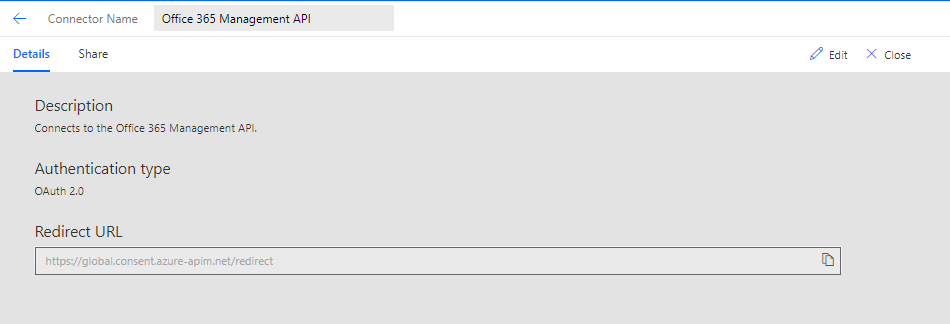 Connector Name Office 365 Management API
Details Share Edit Close
Description
Connects to the Office 365 Management API.
Authentication type
OAuth 2.0
Redirect URL
https://global.consent.azure-apim.net/redirect